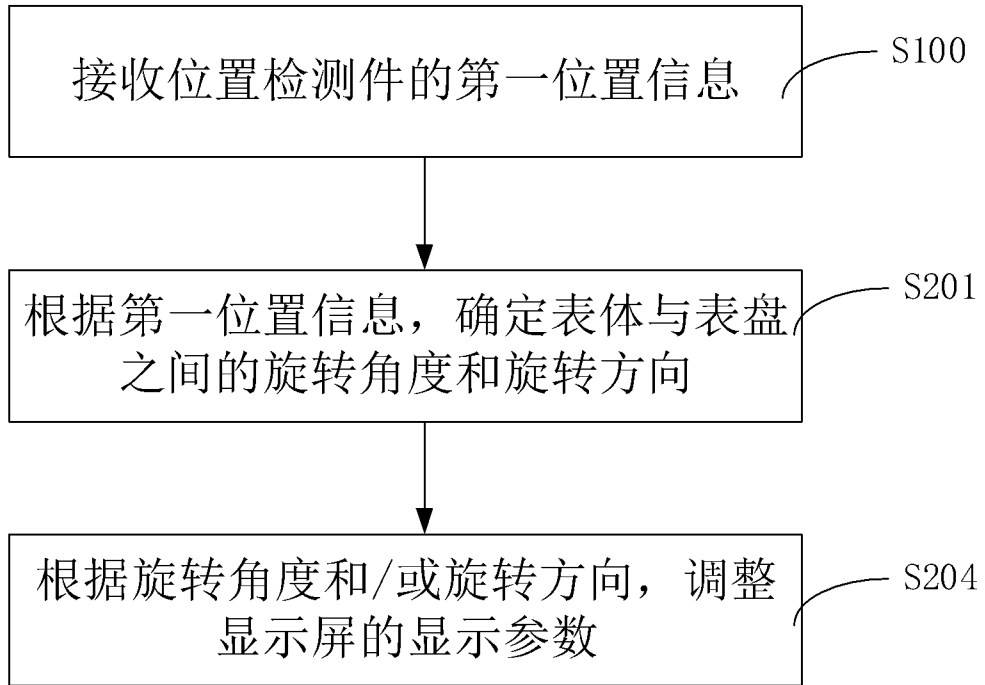 接收位置检测件的第一位置信息
S100
根据第一位置信息，确定表体与表盘
之间的旋转角度和旋转方向
S201
根据旋转角度和/或旋转方向，调整
显示屏的显示参数
S204